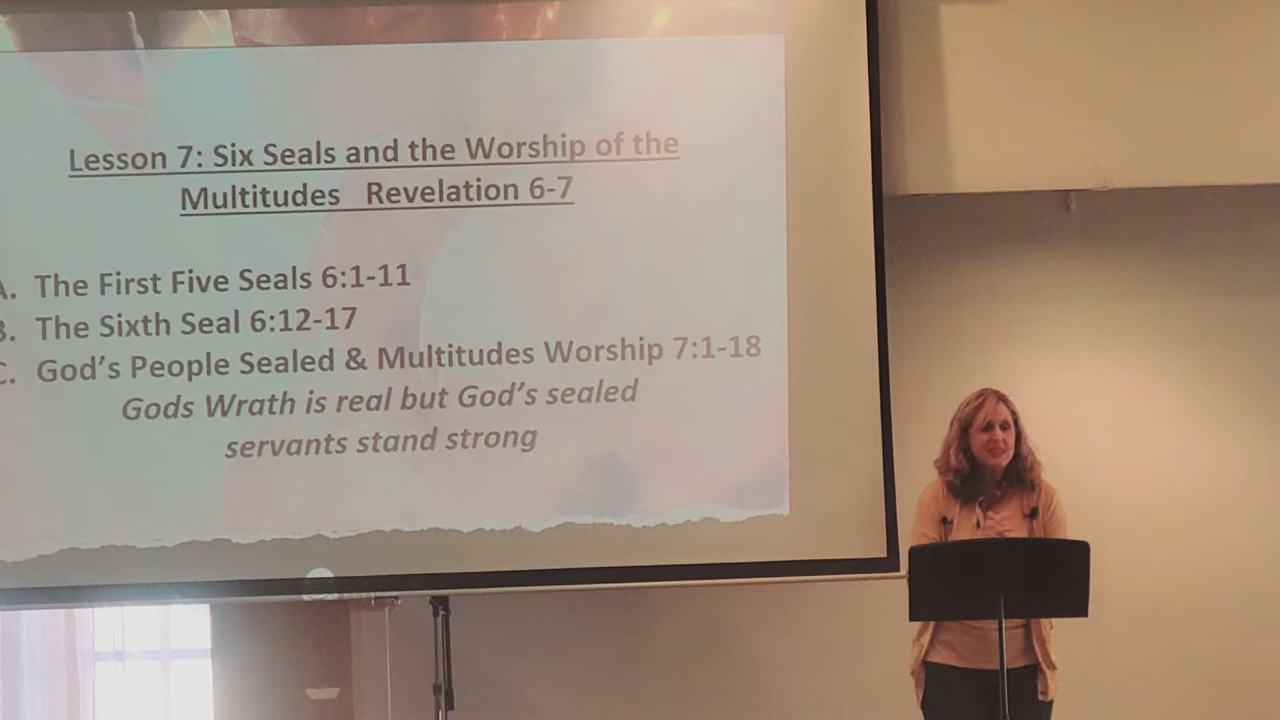 Lesson 7: Six Seals and the Worship of the
Multitudes Revelation 6-7
A. The First Five Seals 6:1-11
B. The Sixth Seal 6:12-17
C. God's People Sealed & Multitudes Worship 7:1-18
Gods Wrath is real but God's sealed
servants stand strong